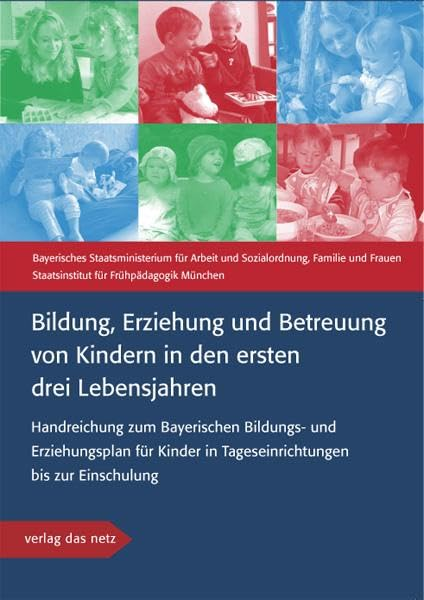 Bayerisches Staatsministerium für Arbeit und Sozialordnung, Familie und Frauen
Staatsinstitut für Frühpädagogik München
Bildung, Erziehung und Betreuung
von Kindern in den ersten
drei Lebensjahren
Handreichung zum Bayerischen Bildungs- und
Erziehungsplan für Kinder in Tageseinrichtungen
bis zur Einschulung
verlag das netz